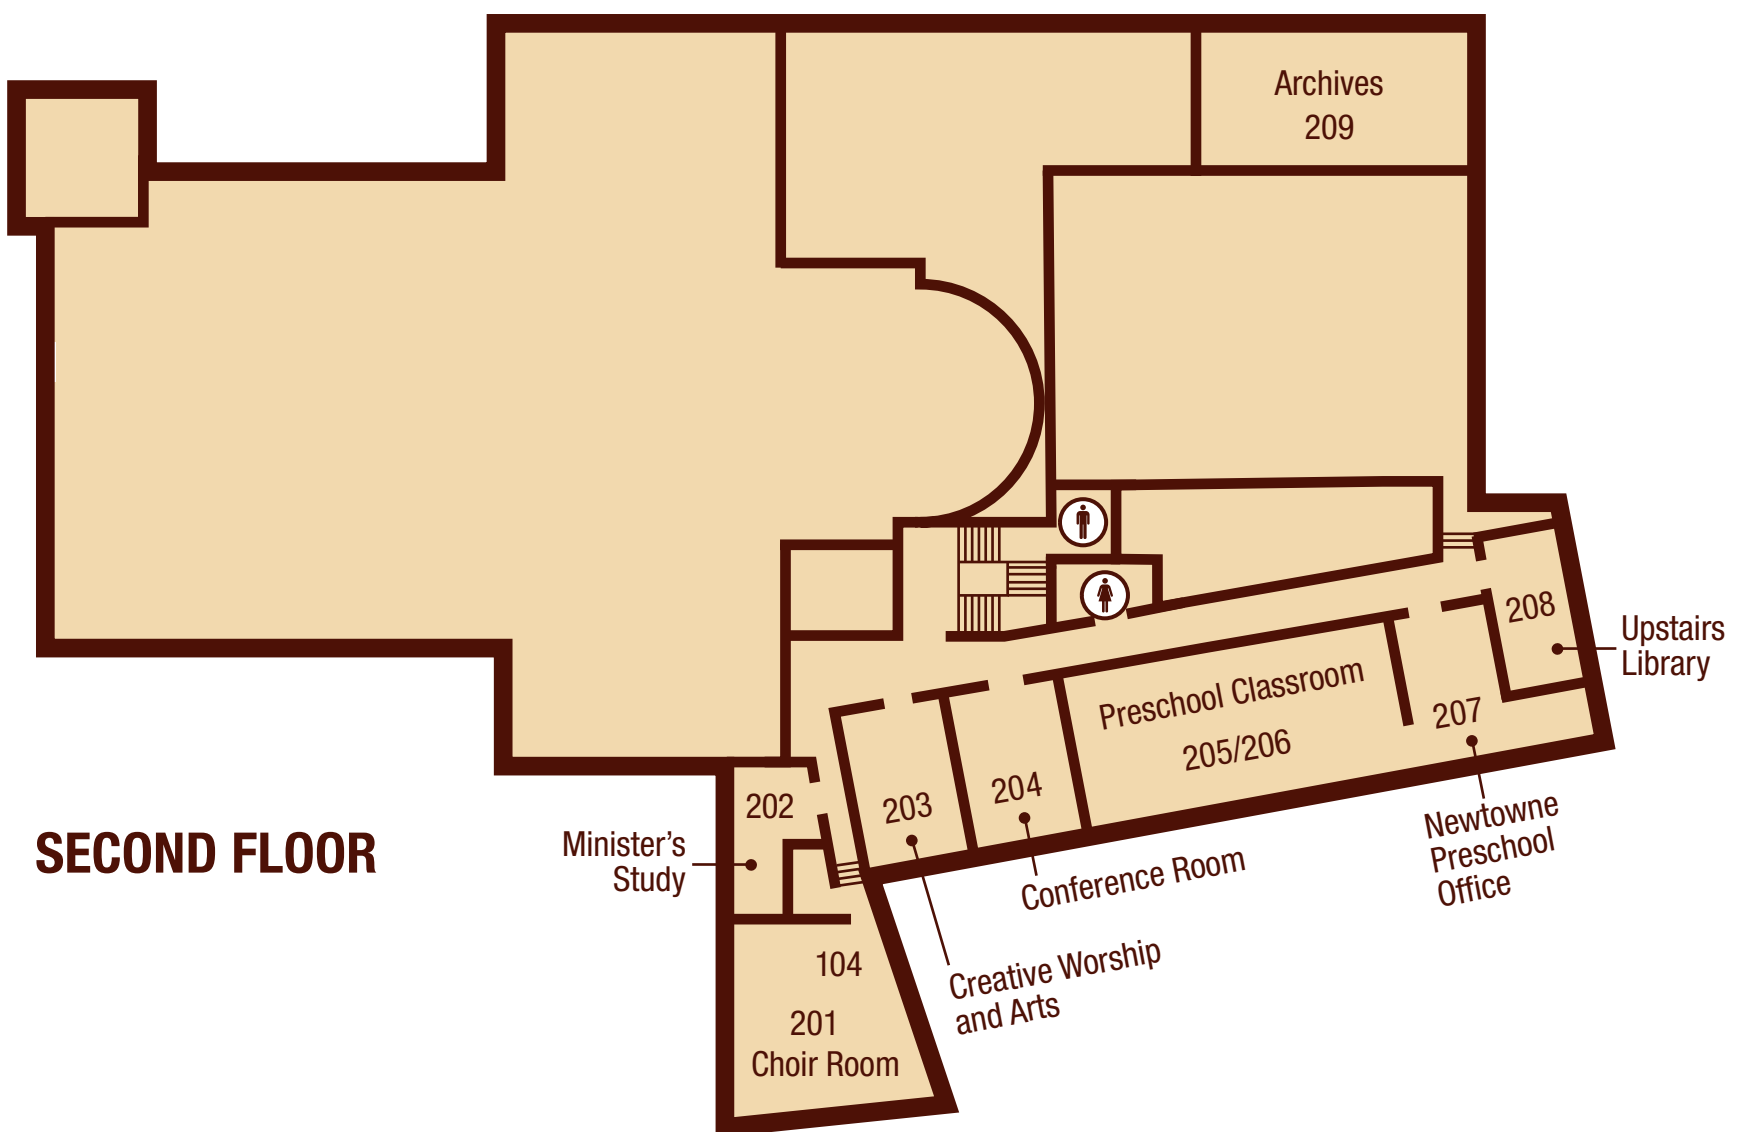 Archives
209
208
Upstairs
Library
Preschool Classroom
205/206
207
Newtowne
Preschool
Office
204
Conference Room
203
Creative Worship
and Arts
202
Minister’s
Study
SECOND FLOOR
104
201
Choir Room